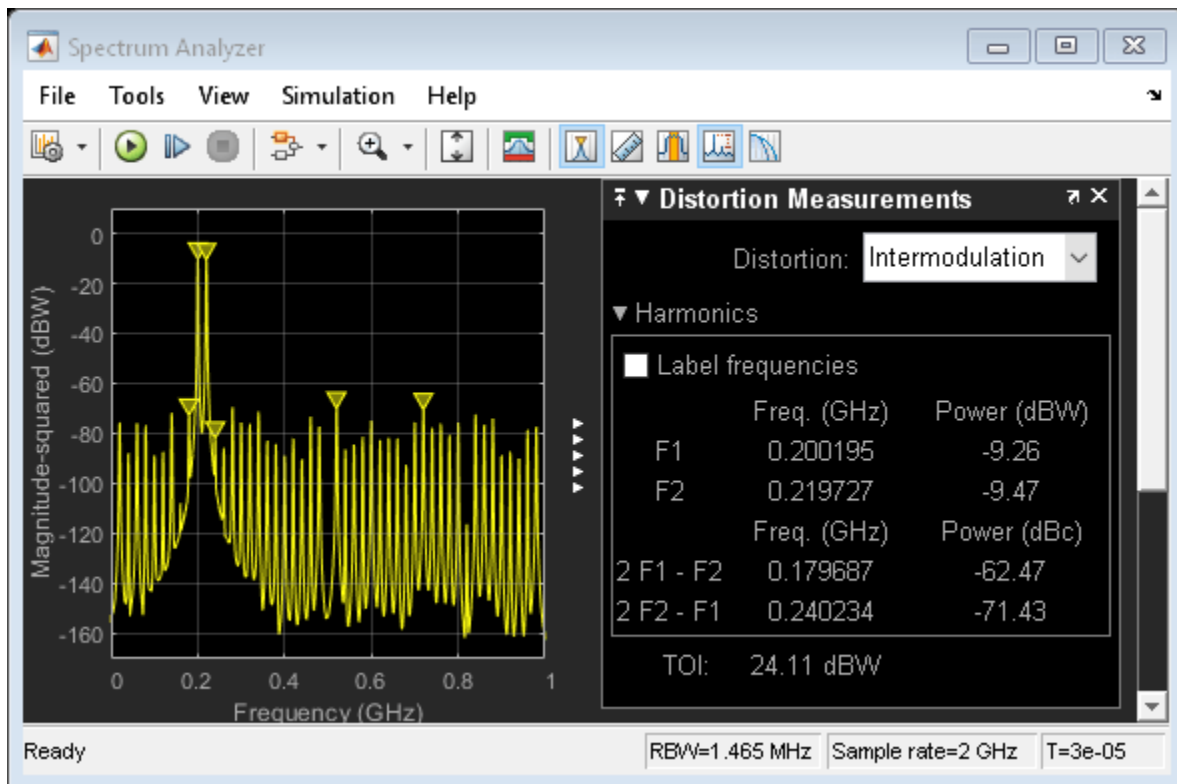 Spectrum Analyzer
File Tools View Simulation Help
Distortion Measurements
Distortion: Intermodulation
Harmonics
Label frequencies
Freq. (GHz) Power (dBW)
F1 0.200195 -9.26
F2 0.219727 -9.47
Freq. (GHz) Power (dBc)
2 F1 - F2 0.179687 -62.47
2 F2 - F1 0.240234 -71.43
TOI: 24.11 dBW
Magnitude-squared (dBW)
0
-20
-40
-60
-80
-100
-120
-140
-160
0 0.2 0.4 0.6 0.8 1
Frequency (GHz)
Ready RBW=1.465 MHz Sample rate=2 GHz T=3e-05